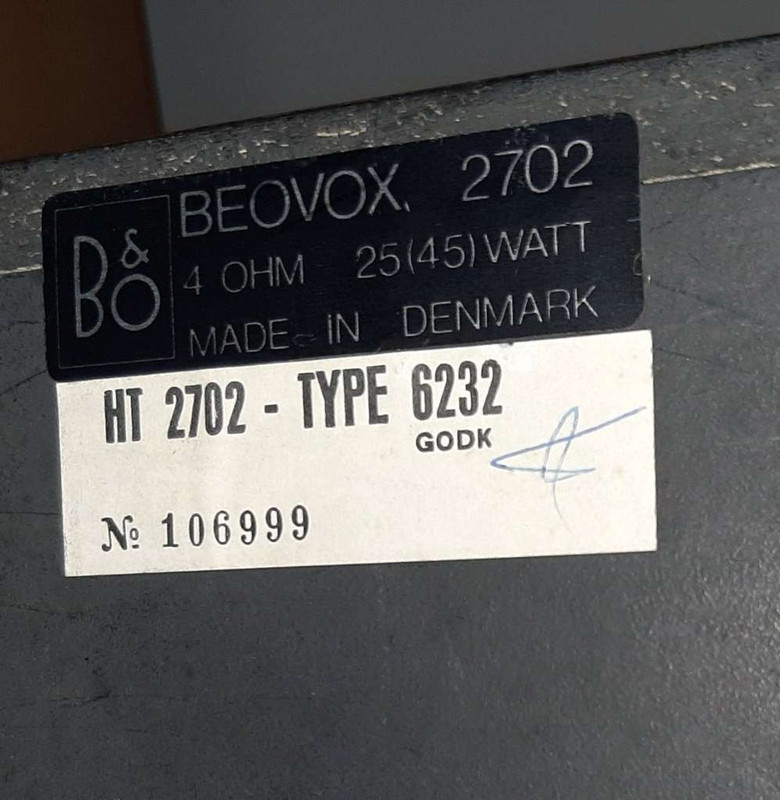 B&O
BEOVOX. 2702
4 OHM 25(45)WATT
MADE IN DENMARK
HT 2702 - TYPE 6232
GODK
№ 106999